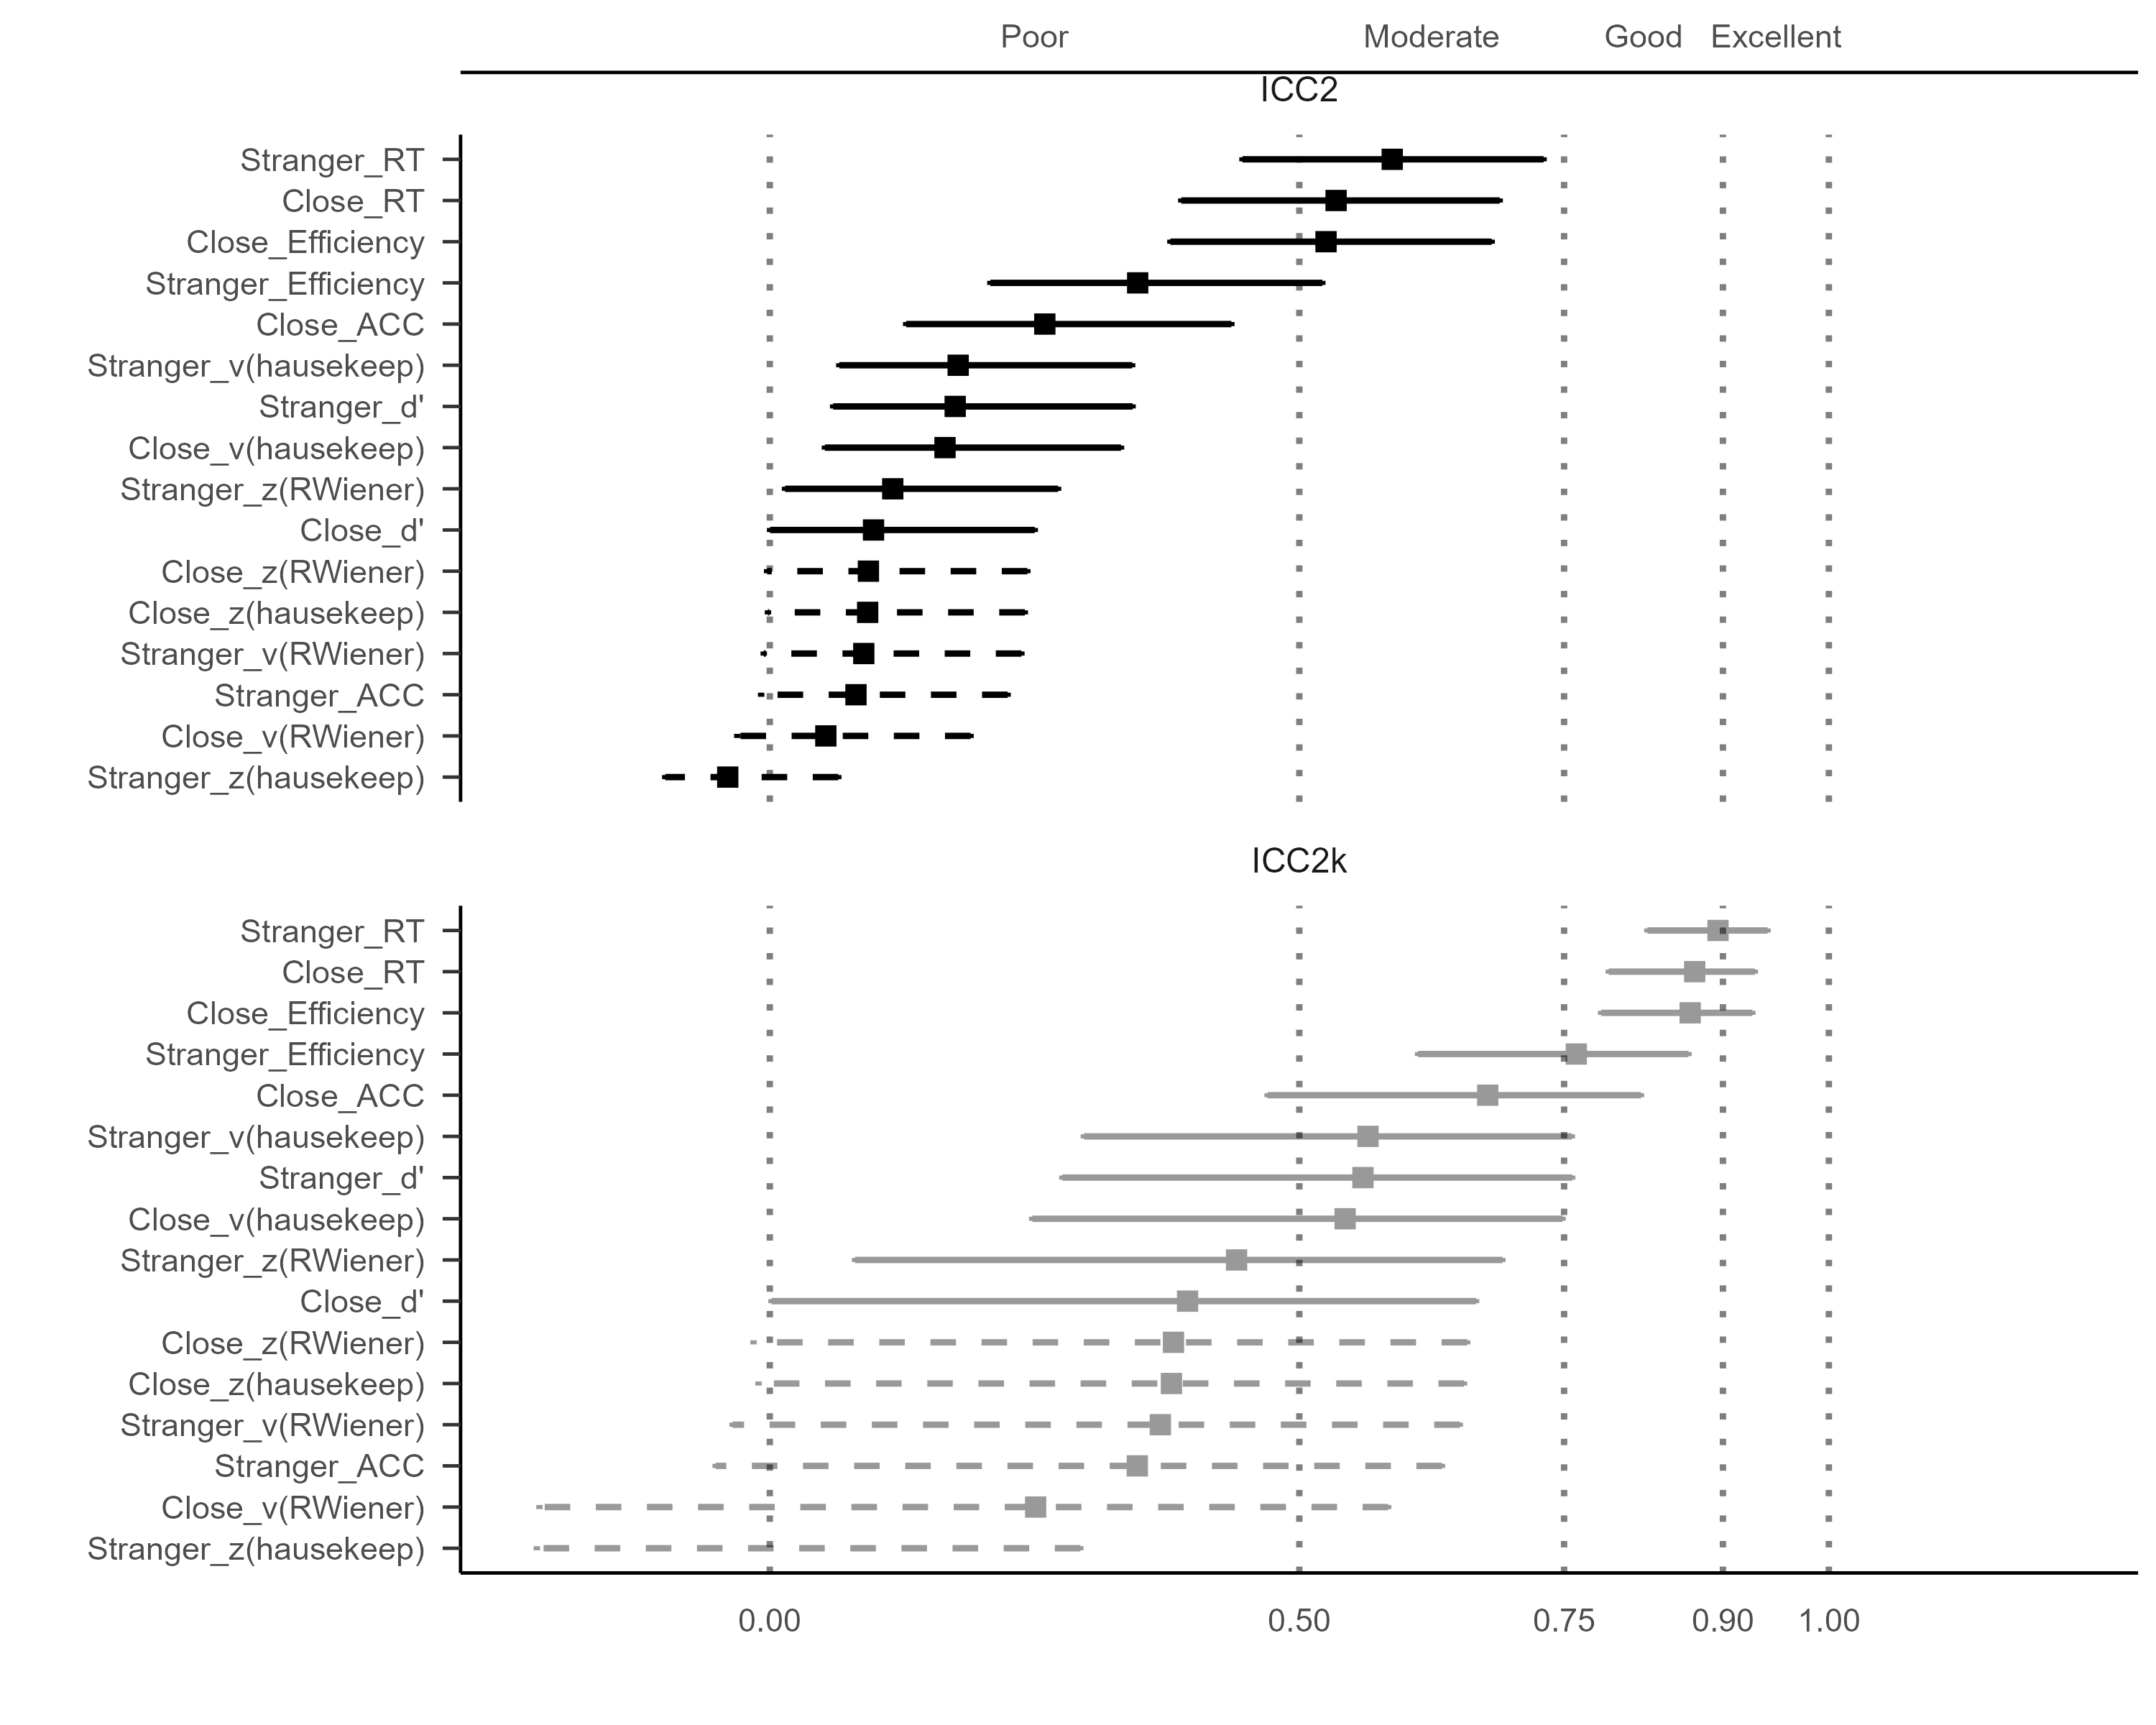 Poor Moderate Good Excellent
ICC2
Stranger_RT
Close_RT
Close_Efficiency
Stranger_Efficiency
Close_ACC
Stranger_v(hausekeep)
Stranger_d'
Close_v(hausekeep)
Stranger_z(RWiener)
Close_d'
Close_z(RWiener)
Close_z(hausekeep)
Stranger_v(RWiener)
Stranger_ACC
Close_v(RWiener)
Stranger_z(hausekeep)
ICC2k
Stranger_RT
Close_RT
Close_Efficiency
Stranger_Efficiency
Close_ACC
Stranger_v(hausekeep)
Stranger_d'
Close_v(hausekeep)
Stranger_z(RWiener)
Close_d'
Close_z(RWiener)
Close_z(hausekeep)
Stranger_v(RWiener)
Stranger_ACC
Close_v(RWiener)
Stranger_z(hausekeep)
0.00 0.50 0.75 0.90 1.00